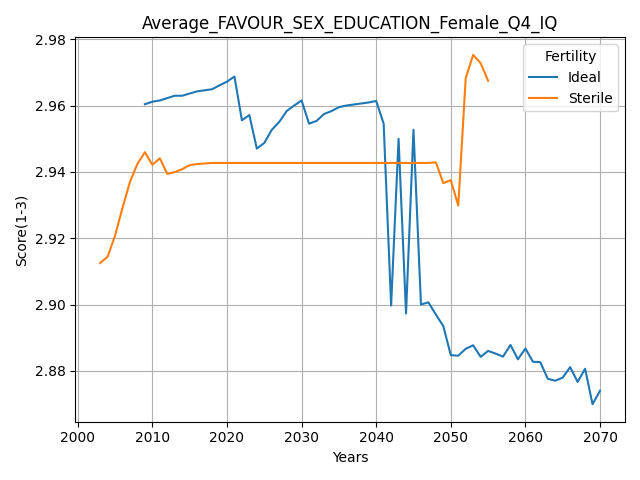 Average_FAVOUR_SEX_EDUCATION_Female_Q4_IQ
Score(1-3)
2.98
2.96
2.94
2.92
2.90
2.88
Fertility
Ideal
Sterile
2000 2010 2020 2030 2040 2050 2060 2070
Years